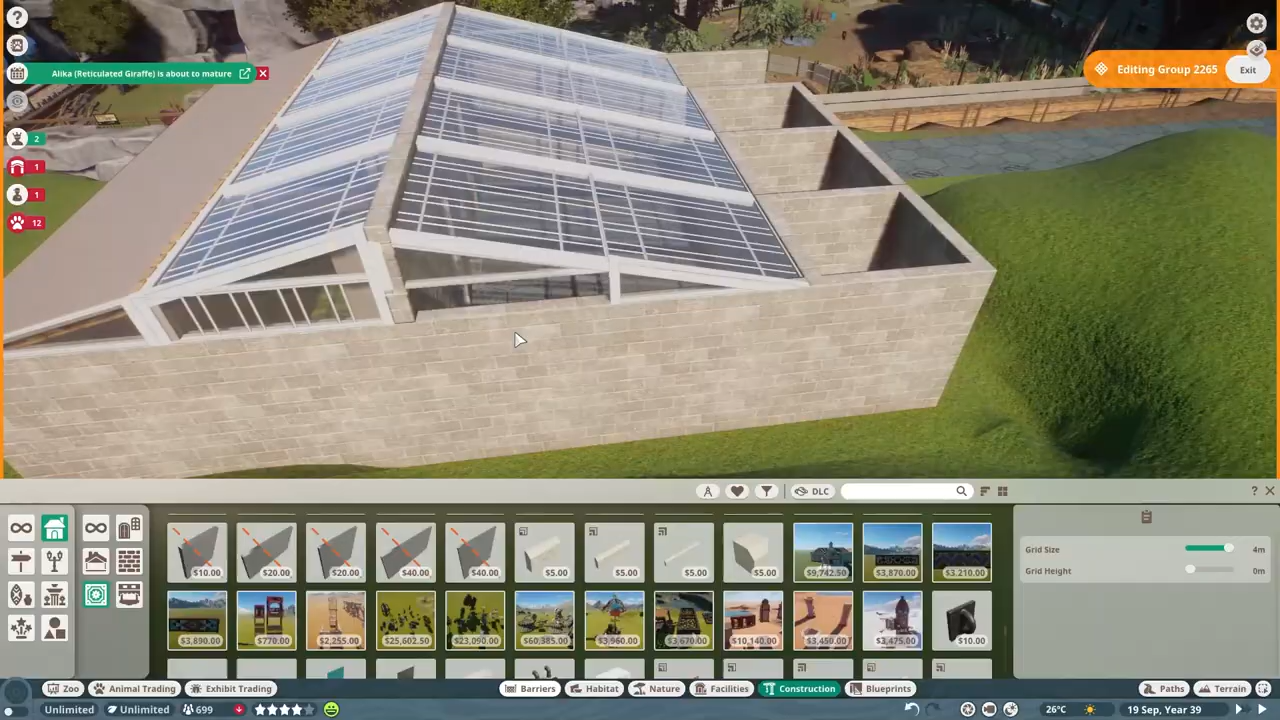 Alika (Reticulated Giraffe) is about to mature
Editing Group 2265
Exit
2
1
1
12
DLC
$10.00 $20.00 $20.00 $40.00 $40.00 $5.00 $5.00 $5.00 $5.00 $9,742.50 $3,870.00 $3,210.00
$3,890.00 $770.00 $2,255.00 $25,602.50 $23,090.00 $60,385.00 $3,960.00 $3,670.00 $10,140.00 $3,450.00 $3,475.00 $10.00
Grid Size 4m
Grid Height 0m
Zoo Animal Trading Exhibit Trading Barriers Habitat Nature Facilities Construction Blueprints Paths Terrain
Unlimited Unlimited 699 26°C 19 Sep, Year 39